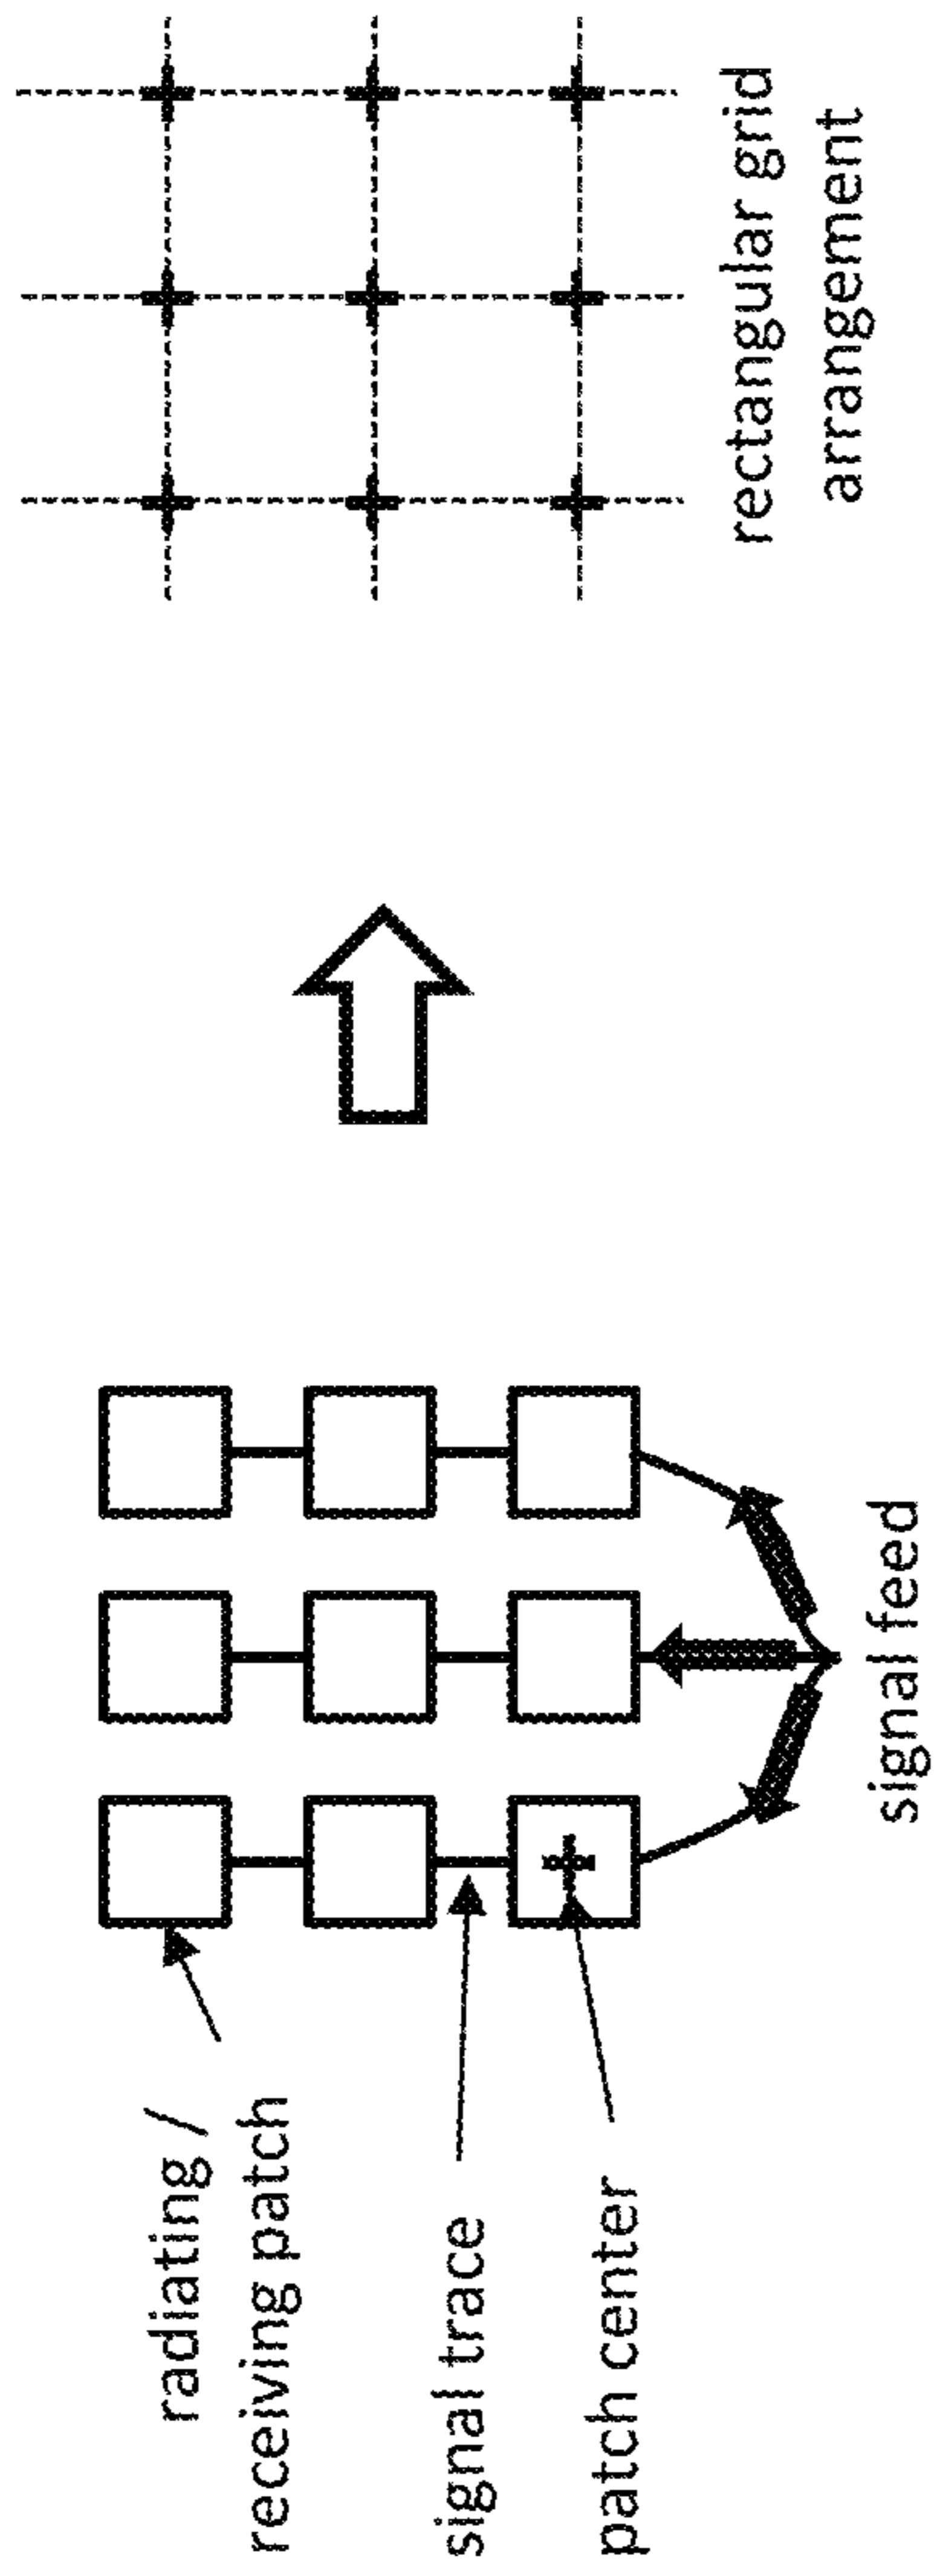 radiating /
receiving patch
signal trace
patch center
signal feed
rectangular grid
arrangement